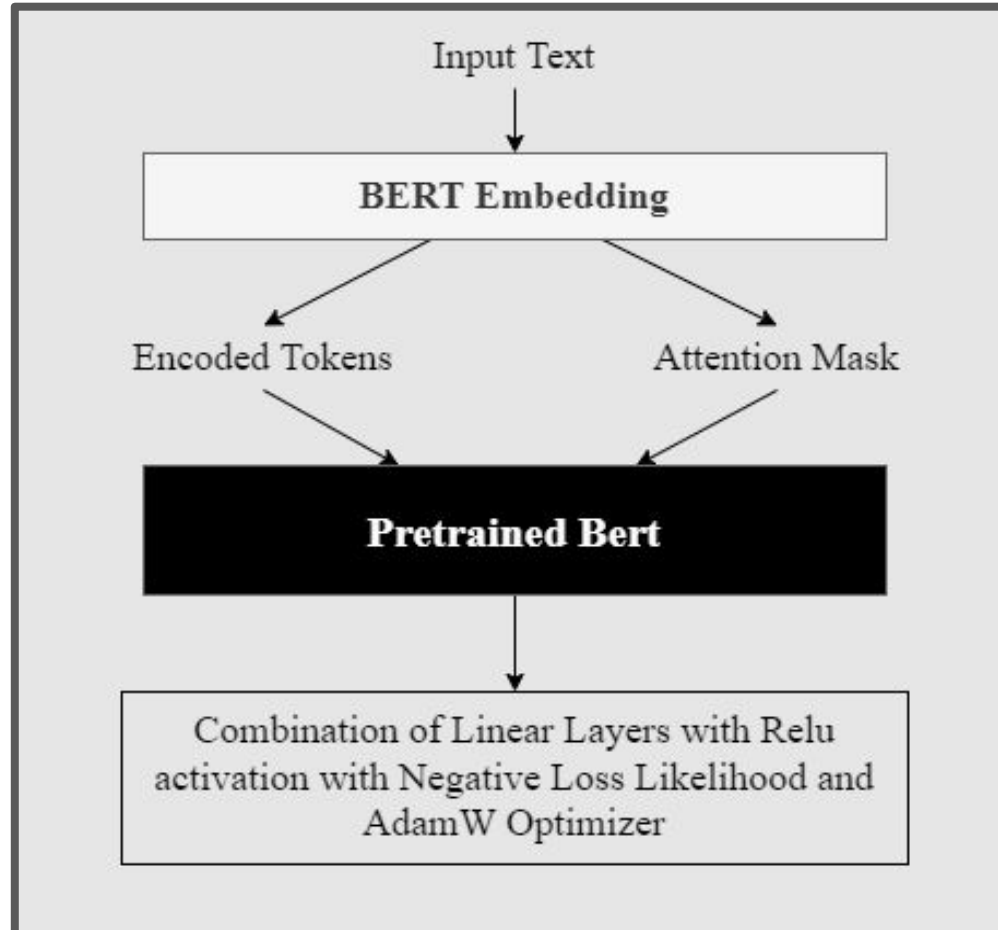 Input Text
BERT Embedding
Encoded Tokens
Attention Mask
Pretrained Bert
Combination of Linear Layers with Relu
activation with Negative Loss Likelihood and
AdamW Optimizer